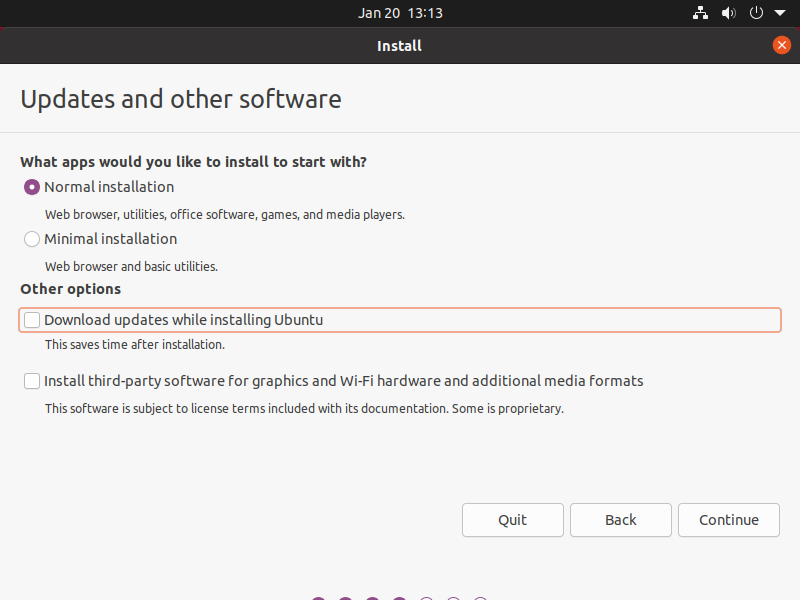 Jan 20 13:13
Install
Updates and other software
What apps would you like to install to start with?
Normal installation
Web browser, utilities, office software, games, and media players.
Minimal installation
Web browser and basic utilities.
Other options
Download updates while installing Ubuntu
This saves time after installation.
Install third-party software for graphics and Wi-Fi hardware and additional media formats
This software is subject to license terms included with its documentation. Some is proprietary.
Quit Back Continue